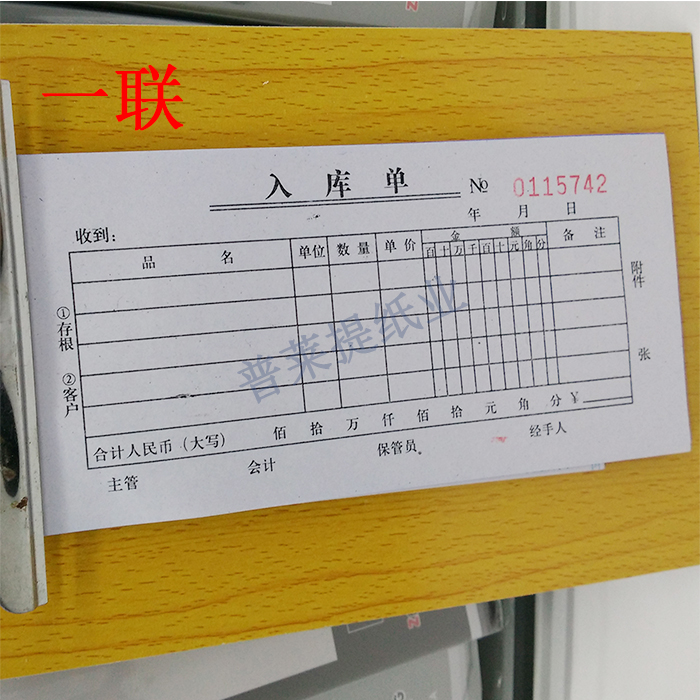 一联
入库单 № 0115742
年 月 日
收到:
品名 单位 数量 单价 金额 备注
百十万千百十元角分
①存根
②客户
附件
张
普莱提纸业
合计人民币（大写） 佰 拾 万 仟 佰 拾 元 角 分 ¥
主管 会计 保管员 经手人